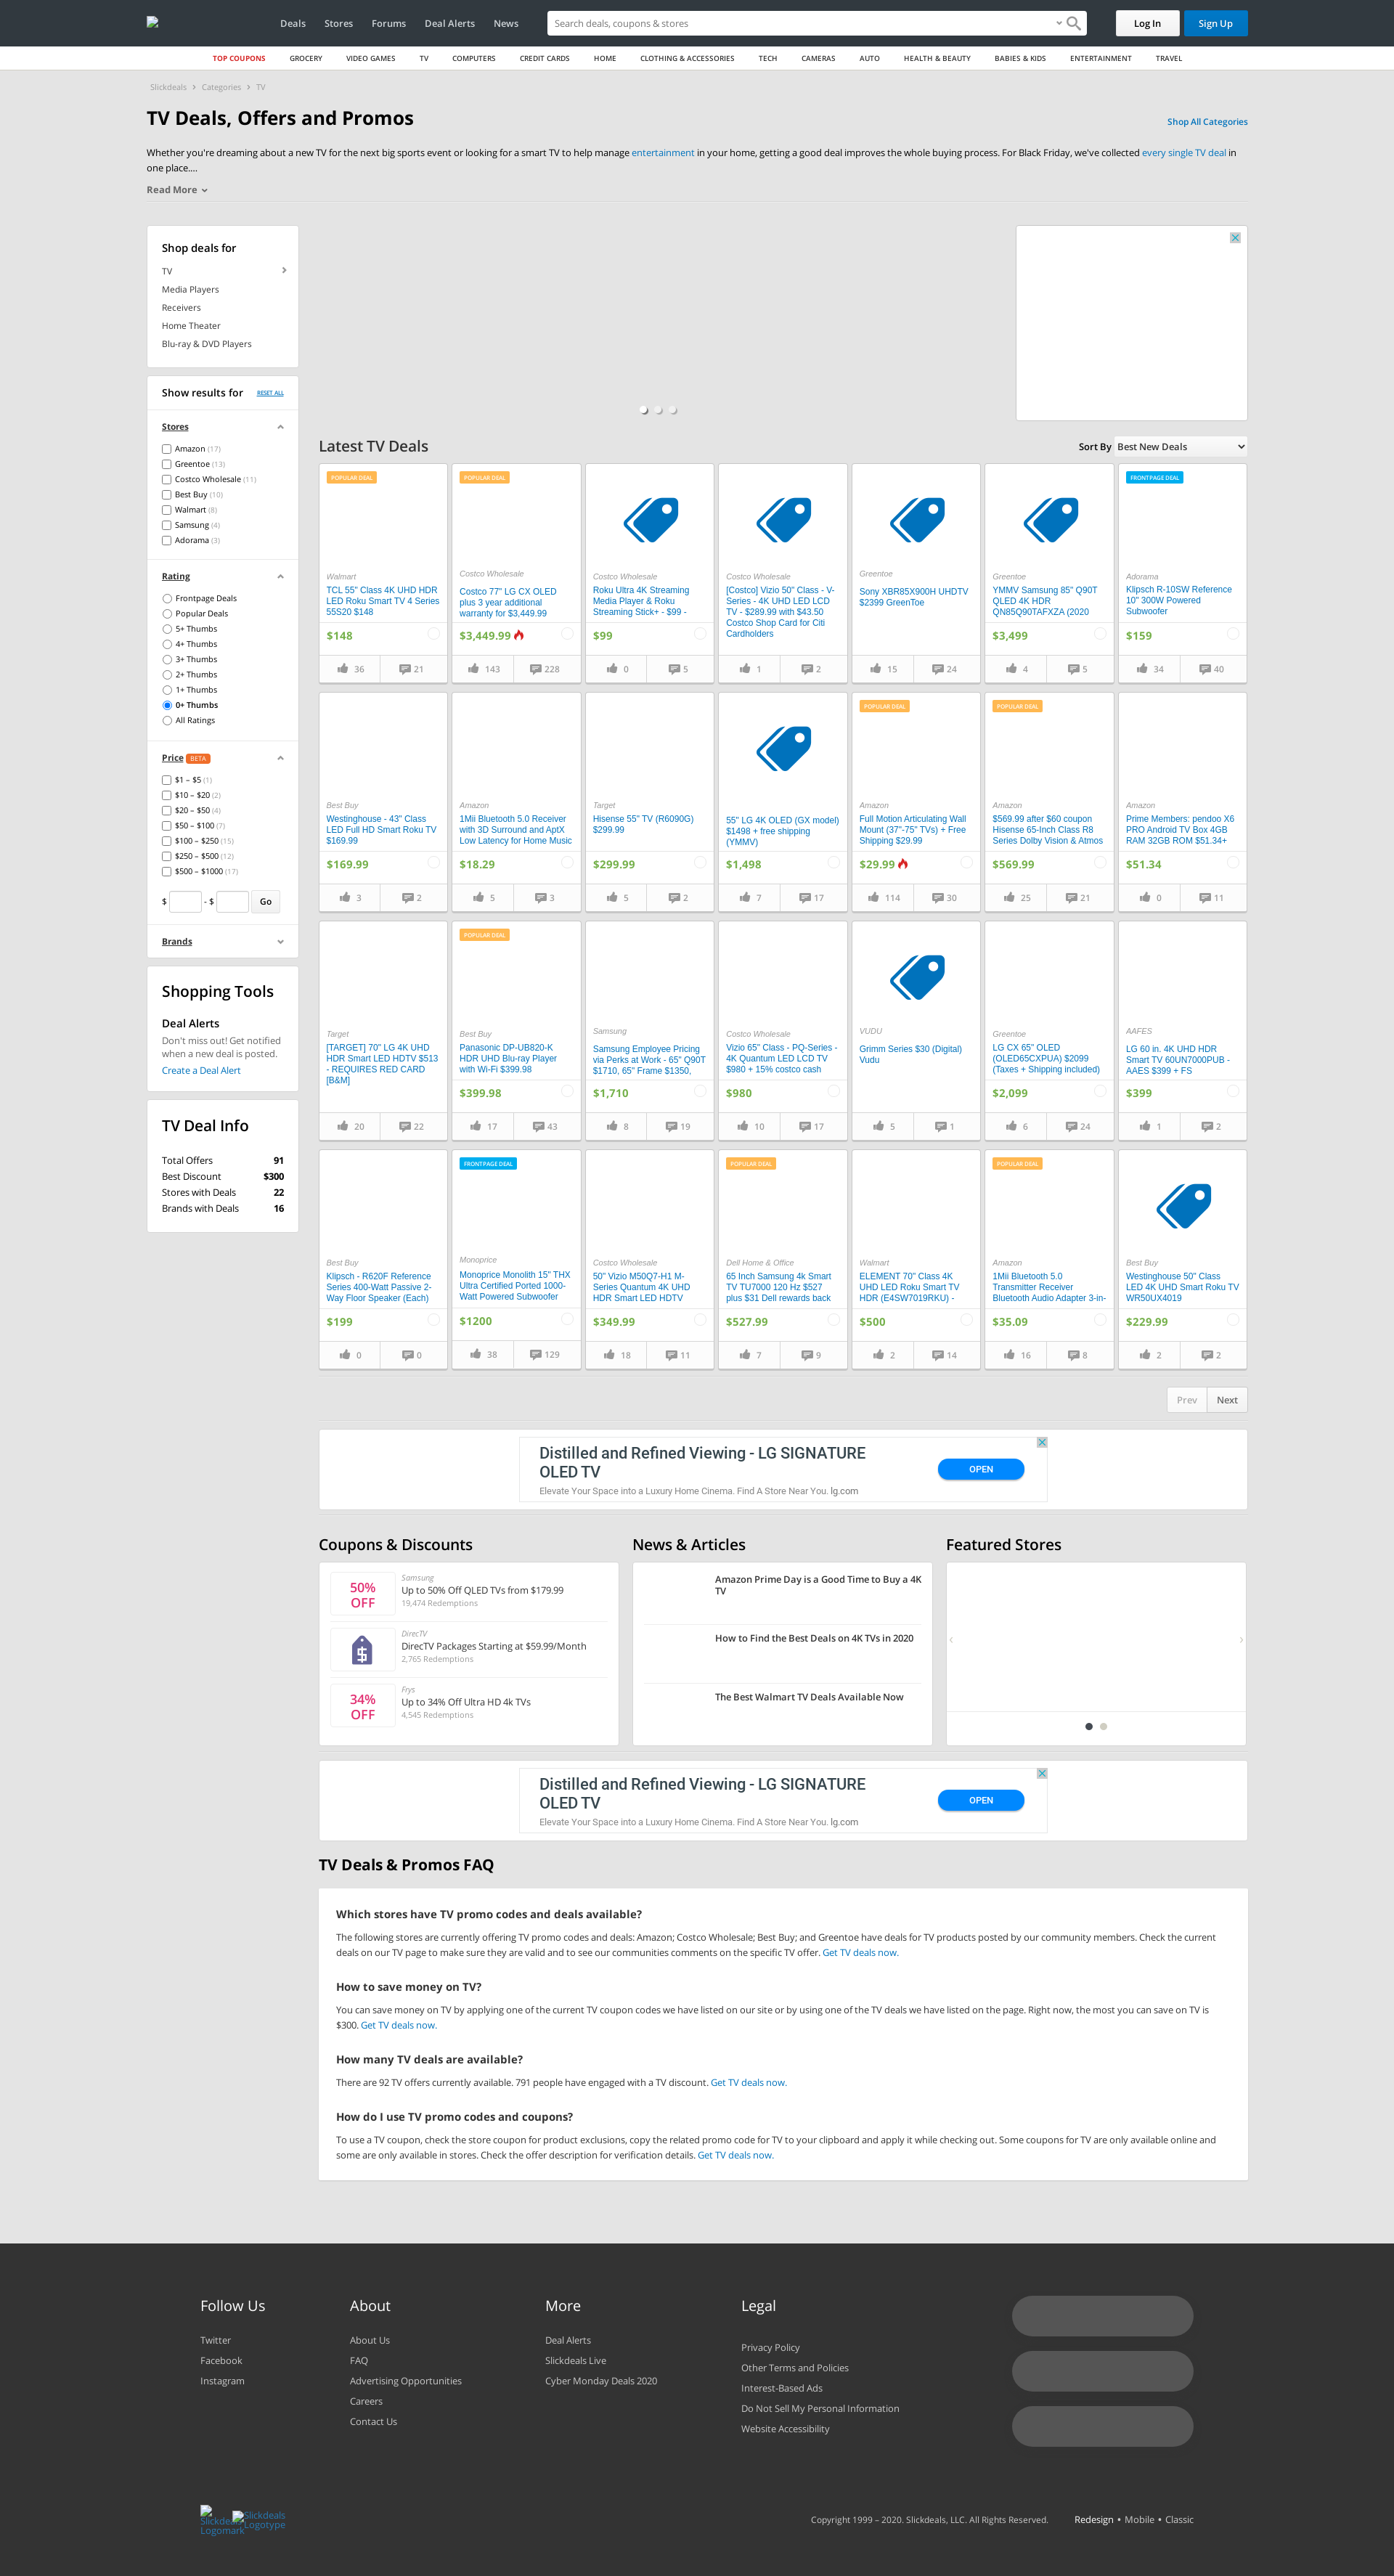 Deals Stores Forums Deal Alerts News Search deals, coupons & stores Log In Sign Up
TOP COUPONS GROCERY VIDEO GAMES TV COMPUTERS CREDIT CARDS HOME CLOTHING & ACCESSORIES TECH CAMERAS AUTO HEALTH & BEAUTY BABIES & KIDS ENTERTAINMENT TRAVEL
Slickdeals › Categories › TV
TV Deals, Offers and Promos
Shop All Categories
Whether you're dreaming about a new TV for the next big sports event or looking for a smart TV to help manage entertainment in your home, getting a good deal improves the whole buying process. For Black Friday, we've collected every single TV deal in
one place....
Read More
Shop deals for
TV
Media Players
Receivers
Home Theater
Blu-ray & DVD Players
Show results for RESET ALL
Stores
Amazon (17)
Greentoe (13)
Costco Wholesale (11)
Best Buy (10)
Walmart (8)
Samsung (4)
Adorama (3)
Rating
Frontpage Deals
Popular Deals
5+ Thumbs
4+ Thumbs
3+ Thumbs
2+ Thumbs
1+ Thumbs
0+ Thumbs
All Ratings
Price BETA
$1 – $5 (1)
$10 – $20 (2)
$20 – $50 (4)
$50 – $100 (7)
$100 – $250 (15)
$250 – $500 (12)
$500 – $1000 (17)
$ - $ Go
Brands
Shopping Tools
Deal Alerts
Don't miss out! Get notified
when a new deal is posted.
Create a Deal Alert
TV Deal Info
Total Offers 91
Best Discount $300
Stores with Deals 22
Brands with Deals 16
Latest TV Deals
Sort By Best New Deals
POPULAR DEAL
Walmart
TCL 55" Class 4K UHD HDR
LED Roku Smart TV 4 Series
55S20 $148
$148
36 21
POPULAR DEAL
Costco Wholesale
Costco 77" LG CX OLED
plus 3 year additional
warranty for $3,449.99
$3,449.99
143 228
Costco Wholesale
Roku Ultra 4K Streaming
Media Player & Roku
Streaming Stick+ - $99 -
$99
0 5
Costco Wholesale
[Costco] Vizio 50" Class - V-
Series - 4K UHD LED LCD
TV - $289.99 with $43.50
Costco Shop Card for Citi
Cardholders
1 2
Greentoe
Sony XBR85X900H UHDTV
$2399 GreenToe
15 24
Greentoe
YMMV Samsung 85" Q90T
QLED 4K HDR
QN85Q90TAFXZA (2020
$3,499
4 5
FRONTPAGE DEAL
Adorama
Klipsch R-10SW Reference
10" 300W Powered
Subwoofer
$159
34 40
Best Buy
Westinghouse - 43" Class
LED Full HD Smart Roku TV
$169.99
$169.99
3 2
Amazon
1Mii Bluetooth 5.0 Receiver
with 3D Surround and AptX
Low Latency for Home Music
$18.29
5 3
Target
Hisense 55" TV (R6090G)
$299.99
$299.99
5 2
55" LG 4K OLED (GX model)
$1498 + free shipping
(YMMV)
$1,498
7 17
POPULAR DEAL
Amazon
Full Motion Articulating Wall
Mount (37"-75" TVs) + Free
Shipping $29.99
$29.99
114 30
POPULAR DEAL
Amazon
$569.99 after $60 coupon
Hisense 65-Inch Class R8
Series Dolby Vision & Atmos
$569.99
25 21
Amazon
Prime Members: pendoo X6
PRO Android TV Box 4GB
RAM 32GB ROM $51.34+
$51.34
0 11
Target
[TARGET] 70" LG 4K UHD
HDR Smart LED HDTV $513
- REQUIRES RED CARD
[B&M]
20 22
POPULAR DEAL
Best Buy
Panasonic DP-UB820-K
HDR UHD Blu-ray Player
with Wi-Fi $399.98
$399.98
17 43
Samsung
Samsung Employee Pricing
via Perks at Work - 65" Q90T
$1710, 65" Frame $1350,
$1,710
8 19
Costco Wholesale
Vizio 65" Class - PQ-Series -
4K Quantum LED LCD TV
$980 + 15% costco cash
$980
10 17
VUDU
Grimm Series $30 (Digital)
Vudu
5 1
Greentoe
LG CX 65" OLED
(OLED65CXPUA) $2099
(Taxes + Shipping included)
$2,099
6 24
AAFES
LG 60 in. 4K UHD HDR
Smart TV 60UN7000PUB -
AAES $399 + FS
$399
1 2
Best Buy
Klipsch - R620F Reference
Series 400-Watt Passive 2-
Way Floor Speaker (Each)
$199
0 0
FRONTPAGE DEAL
Monoprice
Monoprice Monolith 15" THX
Ultra Certified Ported 1000-
Watt Powered Subwoofer
$1200
38 129
Costco Wholesale
50" Vizio M50Q7-H1 M-
Series Quantum 4K UHD
HDR Smart LED HDTV
$349.99
18 11
POPULAR DEAL
Dell Home & Office
65 Inch Samsung 4k Smart
TV TU7000 120 Hz $527
plus $31 Dell rewards back
$527.99
7 9
Walmart
ELEMENT 70" Class 4K
UHD LED Roku Smart TV
HDR (E4SW7019RKU) -
$500
2 14
POPULAR DEAL
Amazon
1Mii Bluetooth 5.0
Transmitter Receiver
Bluetooth Audio Adapter 3-in-
$35.09
16 8
Best Buy
Westinghouse 50" Class
LED 4K UHD Smart Roku TV
WR50UX4019
$229.99
2 2
Prev Next
Distilled and Refined Viewing - LG SIGNATURE
OLED TV
Elevate Your Space into a Luxury Home Cinema. Find A Store Near You. lg.com
OPEN
Coupons & Discounts
50%
OFF
Samsung
Up to 50% Off QLED TVs from $179.99
19,474 Redemptions
DirecTV
DirecTV Packages Starting at $59.99/Month
2,765 Redemptions
34%
OFF
Frys
Up to 34% Off Ultra HD 4k TVs
4,545 Redemptions
News & Articles
Amazon Prime Day is a Good Time to Buy a 4K
TV
How to Find the Best Deals on 4K TVs in 2020
The Best Walmart TV Deals Available Now
Featured Stores
Distilled and Refined Viewing - LG SIGNATURE
OLED TV
Elevate Your Space into a Luxury Home Cinema. Find A Store Near You. lg.com
OPEN
TV Deals & Promos FAQ
Which stores have TV promo codes and deals available?
The following stores are currently offering TV promo codes and deals: Amazon; Costco Wholesale; Best Buy; and Greentoe have deals for TV products posted by our community members. Check the current
deals on our TV page to make sure they are valid and to see our communities comments on the specific TV offer. Get TV deals now.
How to save money on TV?
You can save money on TV by applying one of the current TV coupon codes we have listed on our site or by using one of the TV deals we have listed on the page. Right now, the most you can save on TV is
$300. Get TV deals now.
How many TV deals are available?
There are 92 TV offers currently available. 791 people have engaged with a TV discount. Get TV deals now.
How do I use TV promo codes and coupons?
To use a TV coupon, check the store coupon for product exclusions, copy the related promo code for TV to your clipboard and apply it while checking out. Some coupons for TV are only available online and
some are only available in stores. Check the offer description for verification details. Get TV deals now.
Follow Us
Twitter
Facebook
Instagram
About
About Us
FAQ
Advertising Opportunities
Careers
Contact Us
More
Deal Alerts
Slickdeals Live
Cyber Monday Deals 2020
Legal
Privacy Policy
Other Terms and Policies
Interest-Based Ads
Do Not Sell My Personal Information
Website Accessibility
Slickdeals
Logomark
Slickdeals
Logotype
Copyright 1999 – 2020. Slickdeals, LLC. All Rights Reserved. Redesign • Mobile • Classic